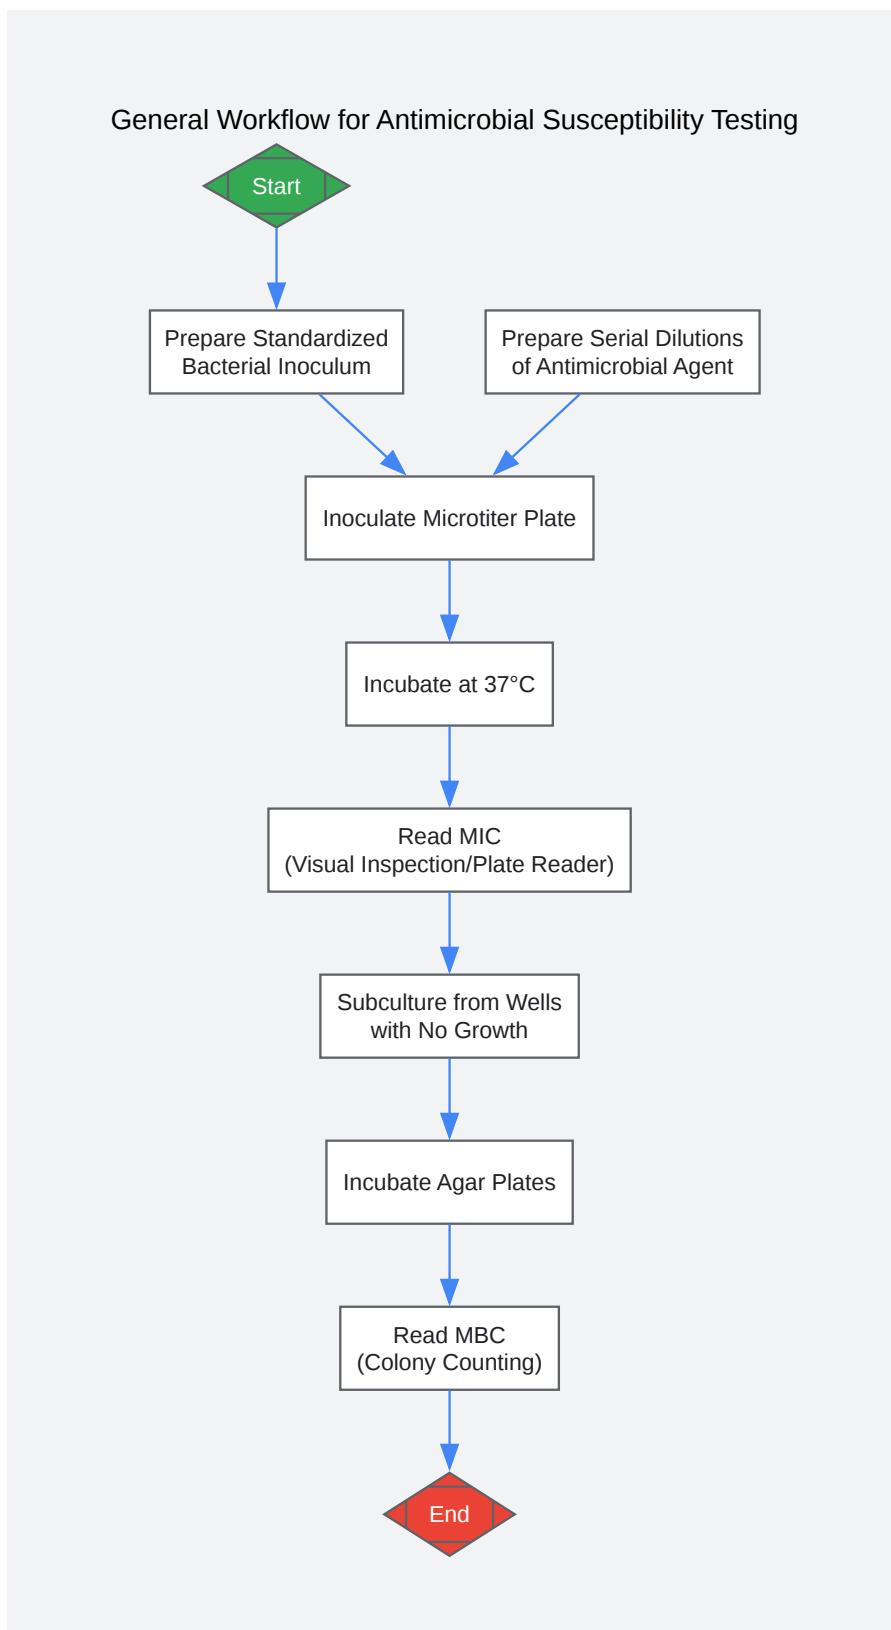 General Workflow for Antimicrobial Susceptibility Testing
Start
Prepare Standardized
Bacterial Inoculum
Prepare Serial Dilutions
of Antimicrobial Agent
Inoculate Microtiter Plate
Incubate at 37°C
Read MIC
(Visual Inspection/Plate Reader)
Subculture from Wells
with No Growth
Incubate Agar Plates
Read MBC
(Colony Counting)
End